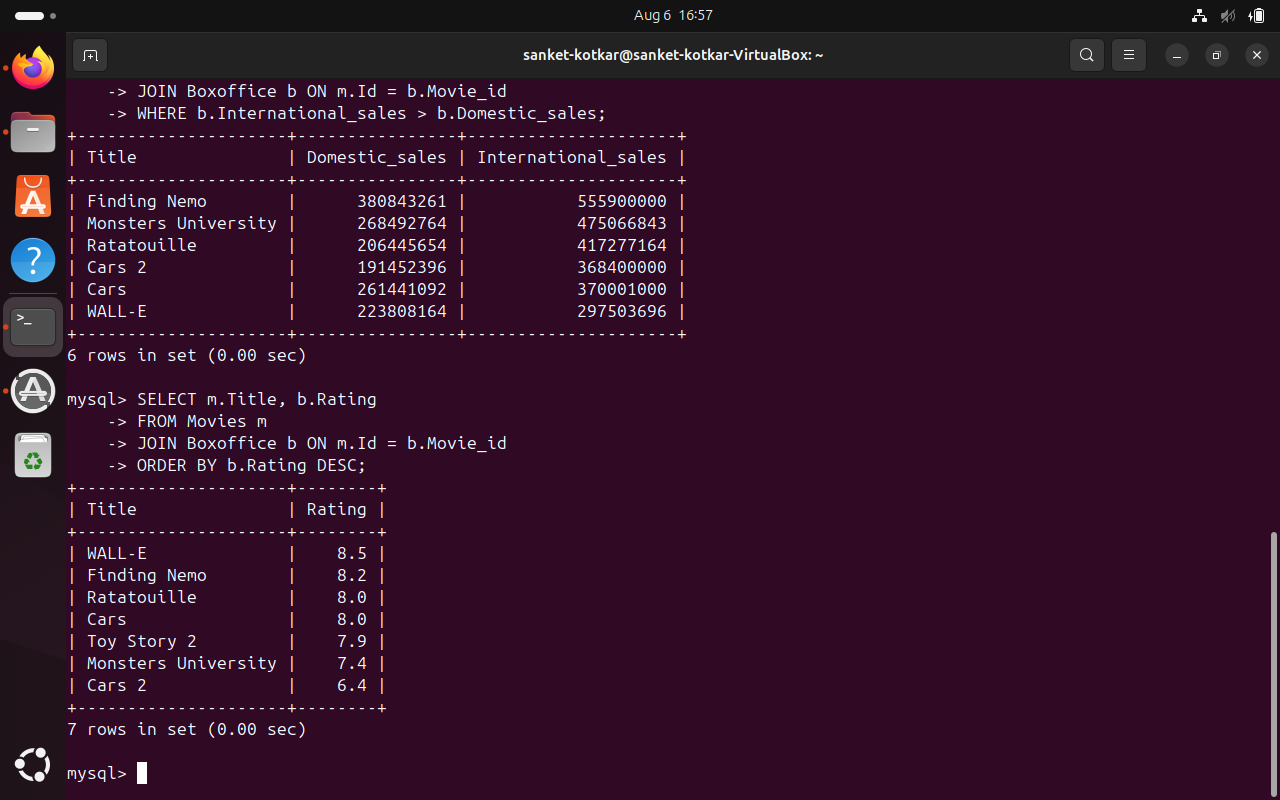 Aug 6 16:57
sanket-kotkar@sanket-kotkar-VirtualBox: ~
    -> JOIN Boxoffice b ON m.Id = b.Movie_id
    -> WHERE b.International_sales > b.Domestic_sales;
+---------------------+----------------+---------------------+
| Title               | Domestic_sales | International_sales |
+---------------------+----------------+---------------------+
| Finding Nemo        |      380843261 |           555900000 |
| Monsters University |      268492764 |           475066843 |
| Ratatouille         |      206445654 |           417277164 |
| Cars 2              |      191452396 |           368400000 |
| Cars                |      261441092 |           370001000 |
| WALL-E              |      223808164 |           297503696 |
+---------------------+----------------+---------------------+
6 rows in set (0.00 sec)

mysql> SELECT m.Title, b.Rating
    -> FROM Movies m
    -> JOIN Boxoffice b ON m.Id = b.Movie_id
    -> ORDER BY b.Rating DESC;
+---------------------+--------+
| Title               | Rating |
+---------------------+--------+
| WALL-E              |    8.5 |
| Finding Nemo        |    8.2 |
| Ratatouille         |    8.0 |
| Cars                |    8.0 |
| Toy Story 2         |    7.9 |
| Monsters University |    7.4 |
| Cars 2              |    6.4 |
+---------------------+--------+
7 rows in set (0.00 sec)

mysql>